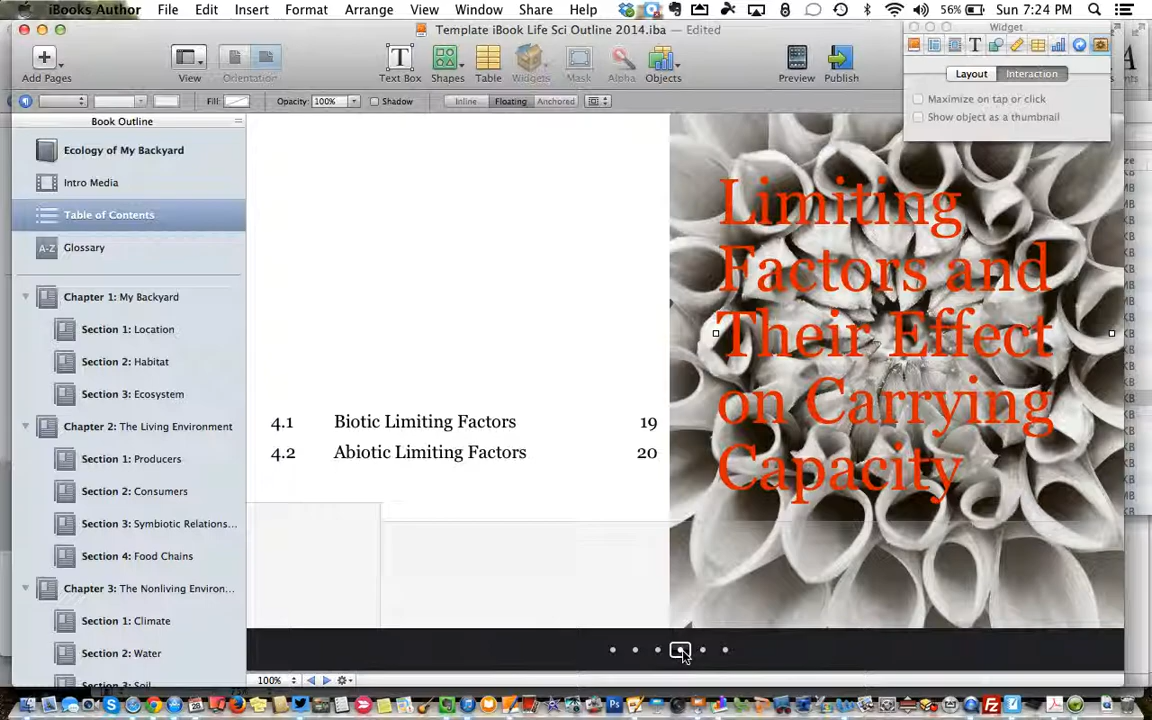 iBooks Author File Edit Insert Format Arrange View Window Share Help 56% Sun 7:24 PM
Template iBook Life Sci Outline 2014.iba — Edited
Widget
Add Pages View Orientation Text Box Shapes Table Widgets Mask Alpha Objects Preview Publish
Layout Interaction
Fill: Opacity: 100% Shadow Inline Floating Anchored
Maximize on tap or click
Show object as a thumbnail
Book Outline
Ecology of My Backyard
Intro Media
Table of Contents
A-Z Glossary
Chapter 1: My Backyard
Section 1: Location
Section 2: Habitat
Section 3: Ecosystem
Chapter 2: The Living Environment
Section 1: Producers
Section 2: Consumers
Section 3: Symbiotic Relations...
Section 4: Food Chains
Chapter 3: The Nonliving Environ...
Section 1: Climate
Section 2: Water
Limiting
Factors and
Their Effect
on Carrying
Capacity
4.1 Biotic Limiting Factors 19
4.2 Abiotic Limiting Factors 20
100%